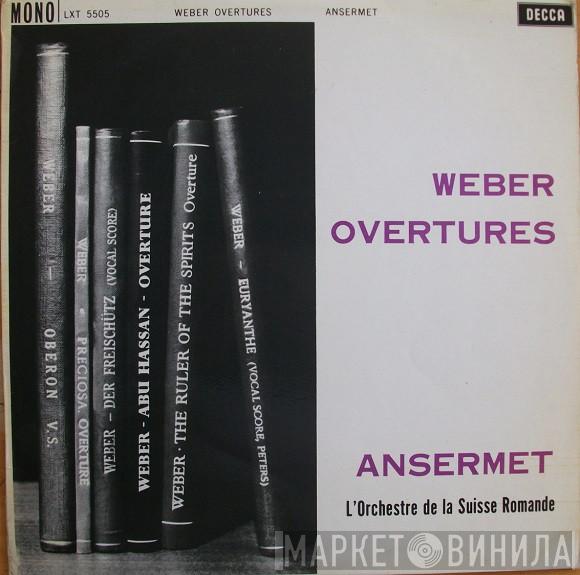 MONO LXT 5505 WEBER OVERTURES ANSERMET DECCA
WEBER — OBERON V.S.
WEBER • PRECIOSA OVERTURE
WEBER – DER FREISCHÜTZ (VOCAL SCORE)
WEBER - ABU HASSAN - OVERTURE
WEBER · THE RULER OF THE SPIRITS Overture
WEBER – EURYANTHE (VOCAL SCORE, PETERS)
WEBER
OVERTURES
ANSERMET
L'Orchestre de la Suisse Romande
МАРКЕТ ВИНИЛА